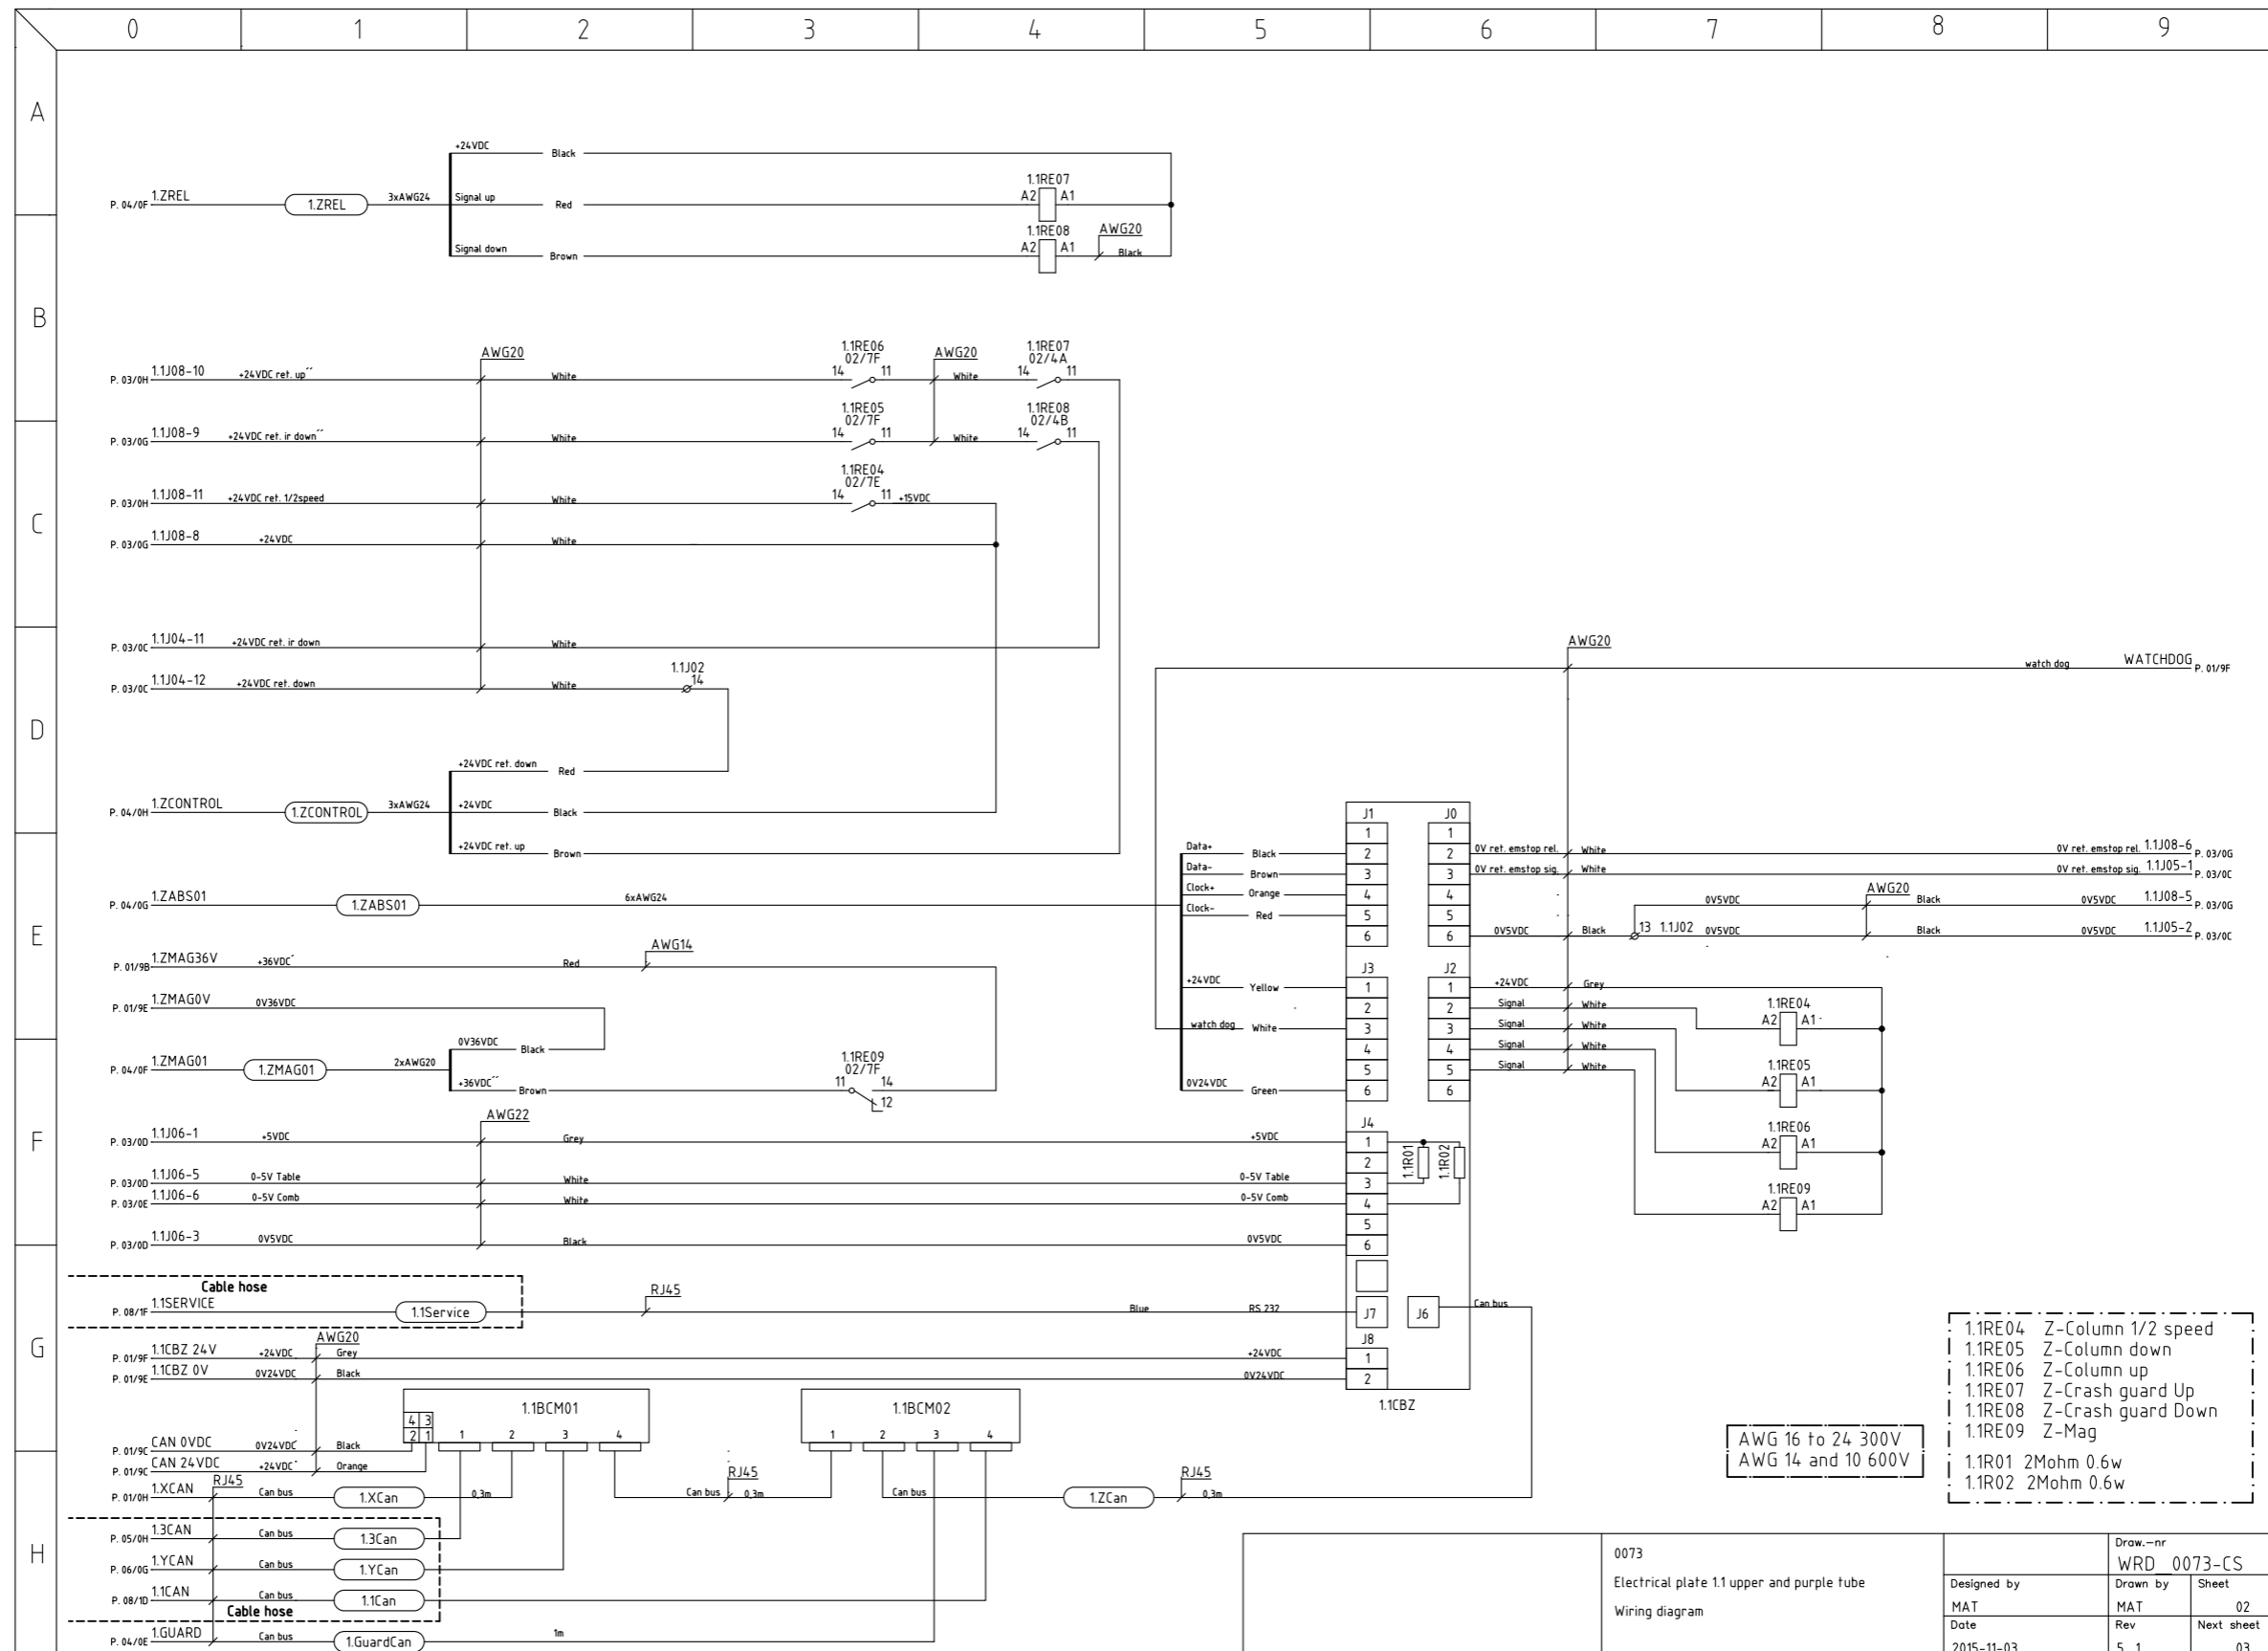 0 1 2 3 4 5 6 7 8 9
A
+24VDC Black
1.1RE07
P. 04/0F 1.ZREL 1.ZREL 3xAWG24 Signal up Red A2 A1
1.1RE08 AWG20
Signal down Brown A2 A1 Black
B
AWG20 1.1RE06 02/7F AWG20 1.1RE07 02/4A
P. 03/0H 1.1J08-10 +24VDC ret. up´´ White 14 11 White 14 11
1.1RE05 02/7F 1.1RE08 02/4B
P. 03/0G 1.1J08-9 +24VDC ret. ir down´´ White 14 11 White 14 11
1.1RE04 02/7E
P. 03/0H 1.1J08-11 +24VDC ret. 1/2speed White 14 11 +15VDC
C
P. 03/0G 1.1J08-8 +24VDC White
P. 03/0C 1.1J04-11 +24VDC ret. ir down White
AWG20
watch dog WATCHDOG P. 01/9F
1.1J02
P. 03/0C 1.1J04-12 +24VDC ret. down White 14
D
+24VDC ret. down Red
P. 04/0H 1.ZCONTROL 1.ZCONTROL 3xAWG24 +24VDC Black
+24VDC ret. up Brown
J1 J0
1 1
Data+ Black 2 2 0V ret. emstop rel. White 0V ret. emstop rel. 1.1J08-6 P. 03/0G
Data- Brown 3 3 0V ret. emstop sig. White 0V ret. emstop sig. 1.1J05-1 P. 03/0C
Clock+ Orange 4 4
AWG20
P. 04/0G 1.ZABS01 1.ZABS01 6xAWG24
0V5VDC Black 0V5VDC 1.1J08-5 P. 03/0G
Clock- Red 5 5
E
6 6 0V5VDC Black 13 1.1J02 0V5VDC Black 0V5VDC 1.1J05-2 P. 03/0C
AWG14
P. 01/9B 1.ZMAG36V +36VDC´ Red
J3 J2
+24VDC Yellow 1 1 +24VDC Grey
P. 01/9E 1.ZMAG0V 0V36VDC
2 2 Signal White 1.1RE04
watch dog White 3 3 Signal White A2 A1
0V36VDC Black
4 4 Signal White
P. 04/0F 1.ZMAG01 1.ZMAG01 2xAWG20
1.1RE09 02/7F
5 5 Signal White 1.1RE05
+36VDC´´ Brown 11 14 12
0V24VDC Green 6 6 A2 A1
AWG22
J4
F
P. 03/0D 1.1J06-1 +5VDC Grey +5VDC 1
1.1R01 1.1R02
1.1RE06
A2 A1
2
P. 03/0D 1.1J06-5 0-5V Table White 0-5V Table 3
P. 03/0E 1.1J06-6 0-5V Comb White 0-5V Comb 4
1.1RE09
A2 A1
5
P. 03/0D 1.1J06-3 0V5VDC Black 0V5VDC 6
Cable hose
P. 08/1F 1.1SERVICE 1.1Service RJ45 Blue RS 232 J7 J6 Can bus
G
AWG20
J8
P. 01/9F 1.1CBZ 24V +24VDC Grey +24VDC 1
P. 01/9E 1.1CBZ 0V 0V24VDC Black 0V24VDC 2
1.1CBZ
1.1BCM01 1.1BCM02
4 3
2 1
1 2 3 4 1 2 3 4
P. 01/9C CAN 0VDC 0V24VDC Black
P. 01/9C CAN 24VDC +24VDC´ Orange
RJ45
P. 01/0H 1.XCAN Can bus 1.XCan 0,3m Can bus RJ45 0,3m Can bus 1.ZCan RJ45 0,3m
P. 05/0H 1.3CAN Can bus 1.3Can
H
P. 06/0G 1.YCAN Can bus 1.YCan
P. 08/1D 1.1CAN Can bus 1.1Can
Cable hose
P. 04/0E 1.GUARD Can bus 1.GuardCan 1m
AWG 16 to 24 300V
AWG 14 and 10 600V
1.1RE04 Z-Column 1/2 speed
1.1RE05 Z-Column down
1.1RE06 Z-Column up
1.1RE07 Z-Crash guard Up
1.1RE08 Z-Crash guard Down
1.1RE09 Z-Mag
1.1R01 2Mohm 0.6w
1.1R02 2Mohm 0.6w
0073
Electrical plate 1.1 upper and purple tube
Wiring diagram
Draw.-nr
WRD_0073-CS
Designed by Drawn by Sheet
MAT MAT 02
Date Rev Next sheet
2015-11-03 5_1 03